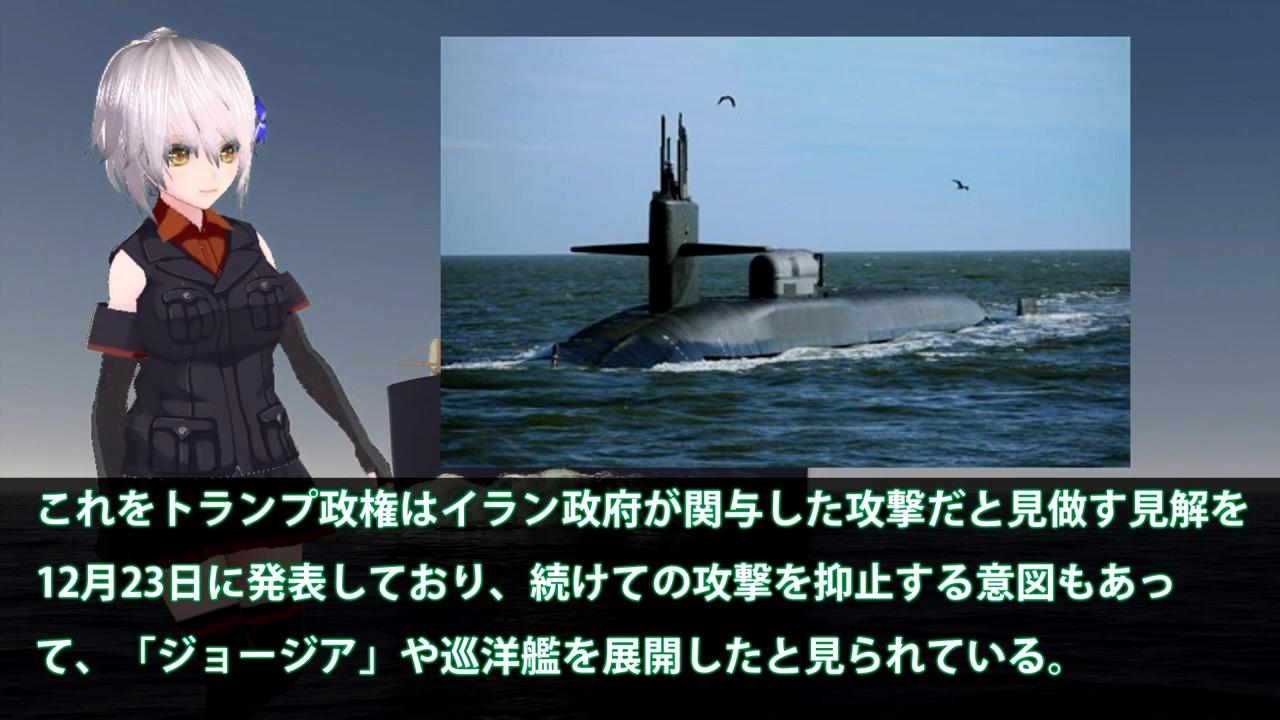 これをトランプ政権はイラン政府が関与した攻撃だと見做す見解を
12月23日に発表しており、続けての攻撃を抑止する意図もあっ
て、「ジョージア」や巡洋艦を展開したと見られている。